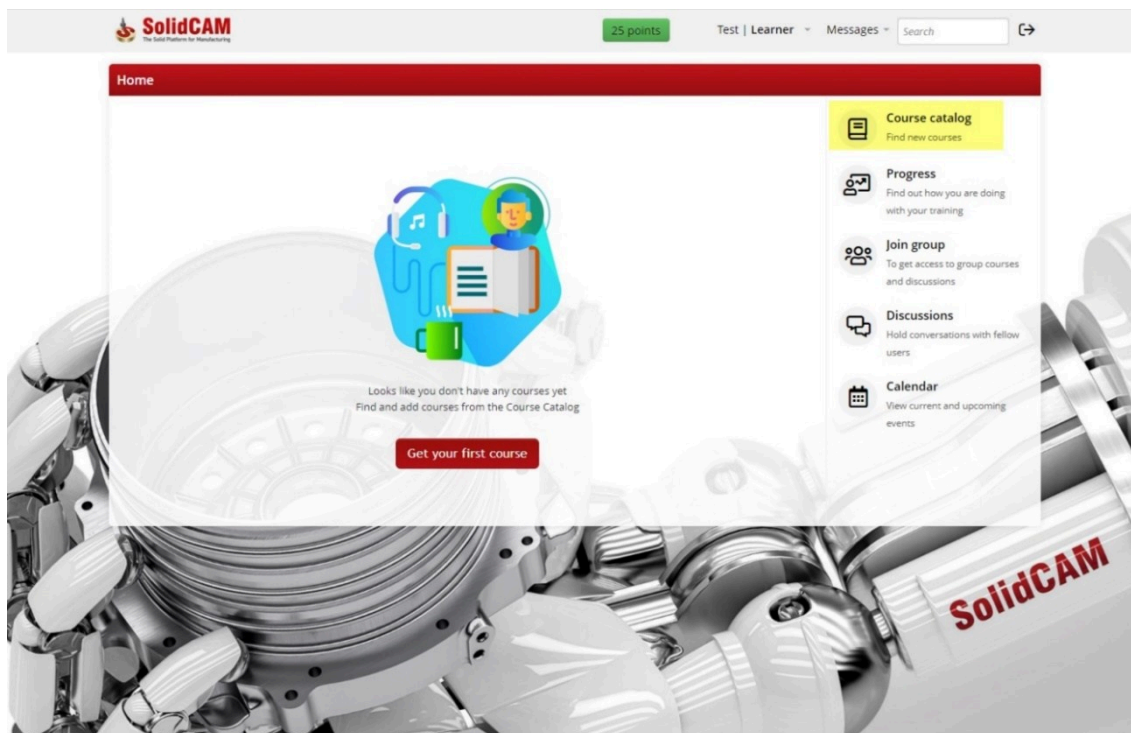 SolidCAM
The Solid Platform for Manufacturing
25 points
Test | Learner
Messages
Search
Home
Course catalog
Find new courses
Progress
Find out how you are doing
with your training
Join group
To get access to group courses
and discussions
Discussions
Hold conversations with fellow
users
Calendar
View current and upcoming
events
Looks like you don't have any courses yet
Find and add courses from the Course Catalog
Get your first course
SolidCAM